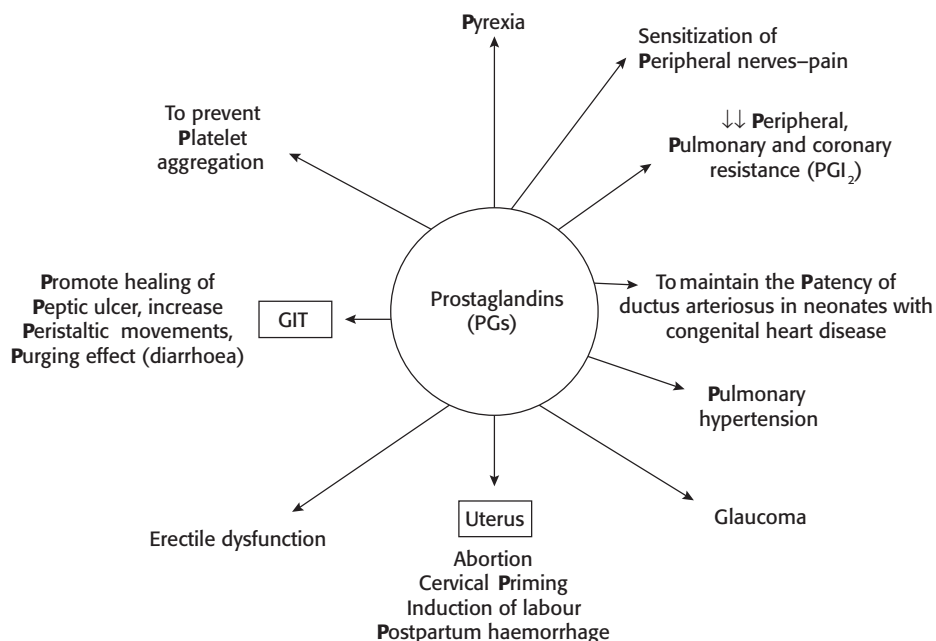 Pyrexia
Sensitization of
Peripheral nerves–pain
↓↓ Peripheral,
Pulmonary and coronary
resistance (PGI₂)
To maintain the Patency of
ductus arteriosus in neonates with
congenital heart disease
Pulmonary
hypertension
Glaucoma
Uterus
Abortion
Cervical Priming
Induction of labour
Postpartum haemorrhage
Erectile dysfunction
GIT
Promote healing of
Peptic ulcer, increase
Peristaltic movements,
Purging effect (diarrhoea)
To prevent
Platelet
aggregation
Prostaglandins
(PGs)